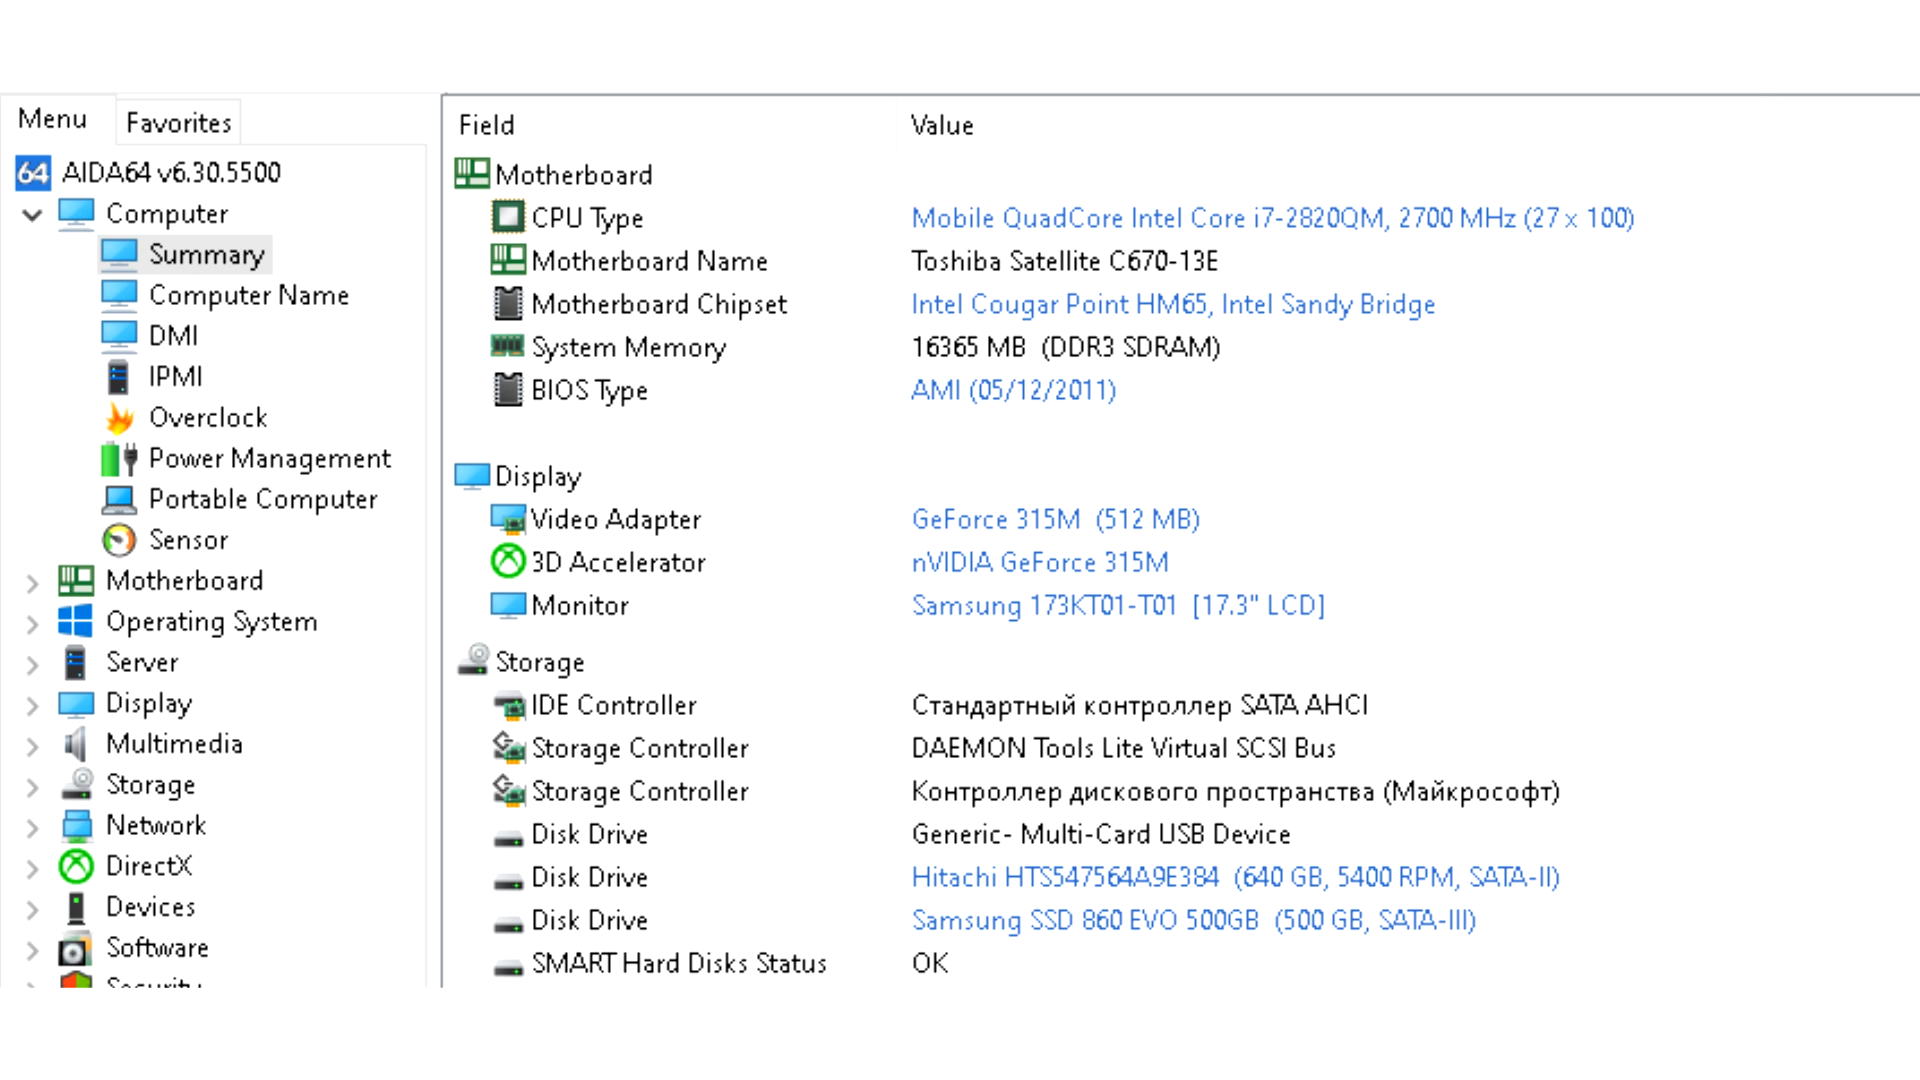 Menu
Favorites
AIDA64 v6.30.5500
Computer
Summary
Computer Name
DMI
IPMI
Overclock
Power Management
Portable Computer
Sensor
Motherboard
Operating System
Server
Display
Multimedia
Storage
Network
DirectX
Devices
Software
Security
Field Value
Motherboard
CPU Type Mobile QuadCore Intel Core i7-2820QM, 2700 MHz (27 x 100)
Motherboard Name Toshiba Satellite C670-13E
Motherboard Chipset Intel Cougar Point HM65, Intel Sandy Bridge
System Memory 16365 MB (DDR3 SDRAM)
BIOS Type AMI (05/12/2011)
Display
Video Adapter GeForce 315M (512 MB)
3D Accelerator nVIDIA GeForce 315M
Monitor Samsung 173KT01-T01 [17.3" LCD]
Storage
IDE Controller Стандартный контроллер SATA AHCI
Storage Controller DAEMON Tools Lite Virtual SCSI Bus
Storage Controller Контроллер дискового пространства (Майкрософт)
Disk Drive Generic- Multi-Card USB Device
Disk Drive Hitachi HTS547564A9E384 (640 GB, 5400 RPM, SATA-II)
Disk Drive Samsung SSD 860 EVO 500GB (500 GB, SATA-III)
SMART Hard Disks Status OK